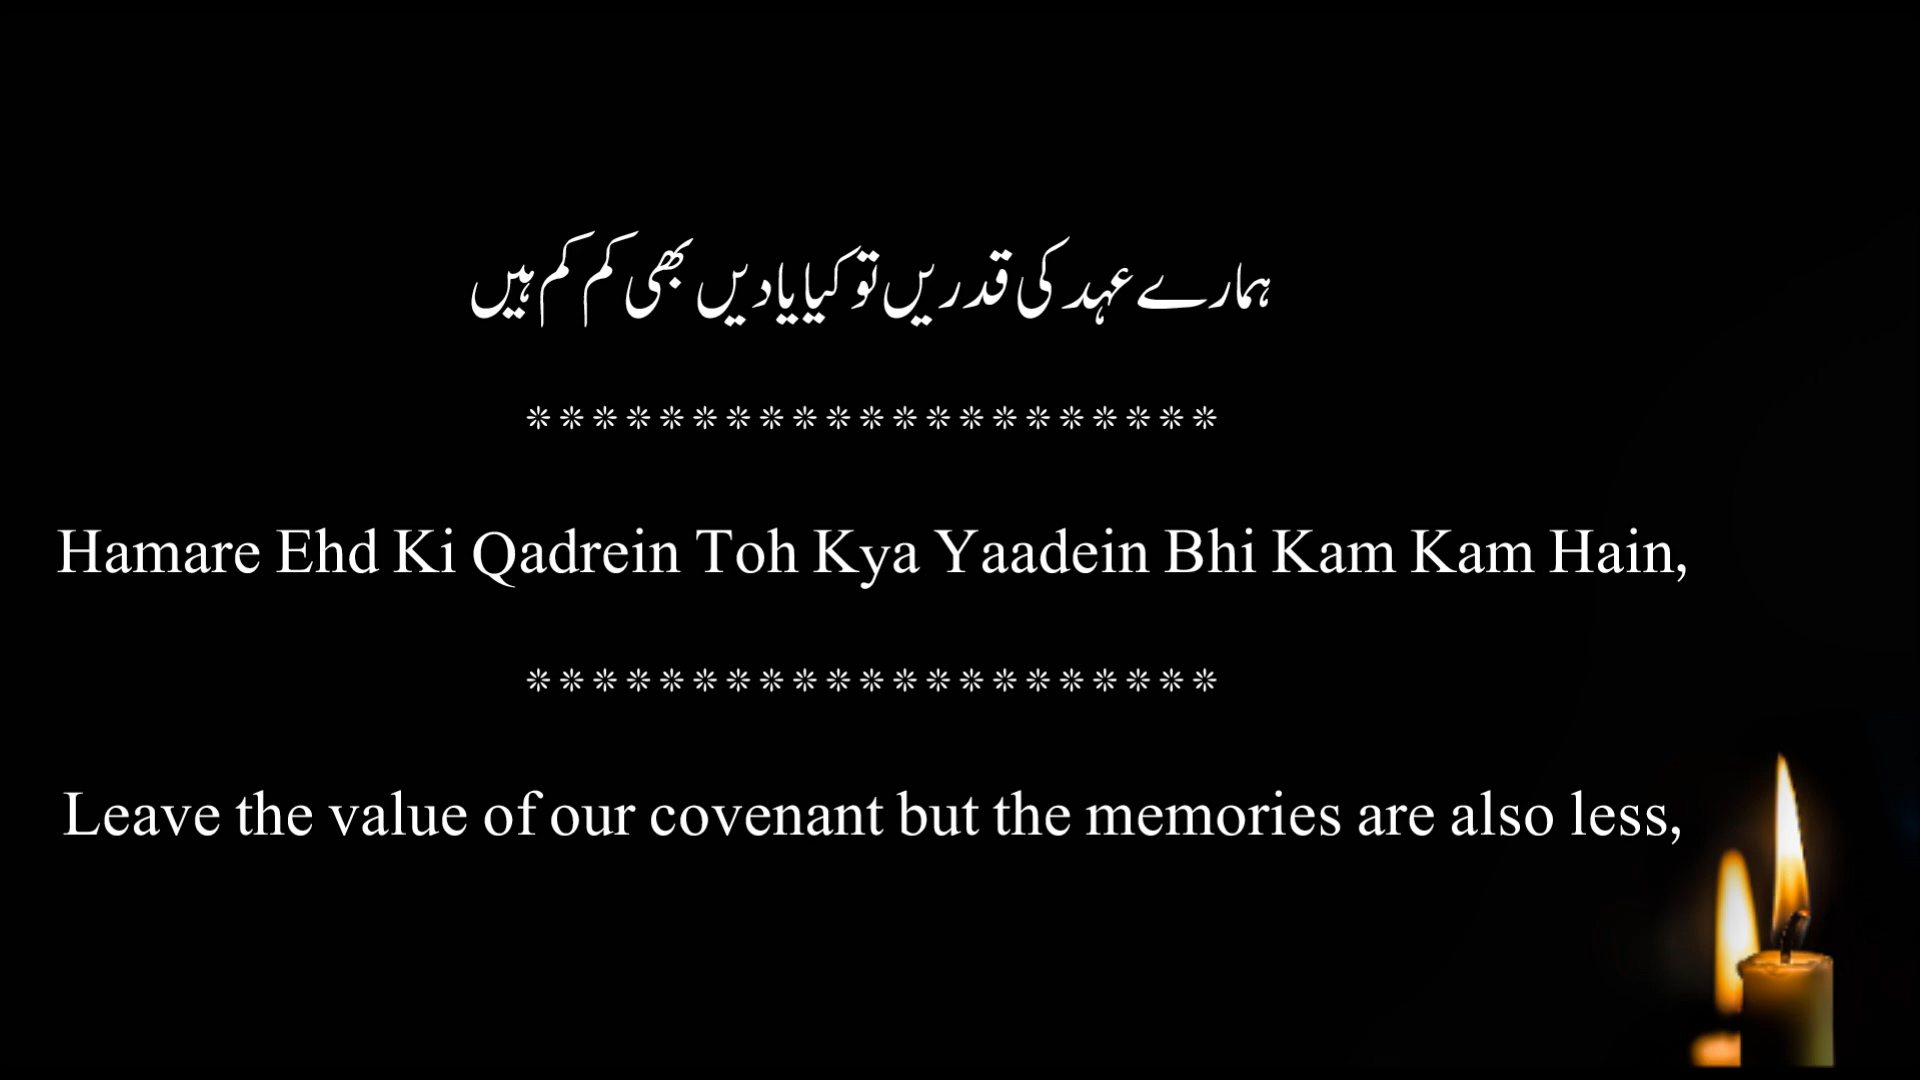 ہمارے عہد کی قدریں تو کیا یادیں بھی کم کم ہیں
❊❊❊❊❊❊❊❊❊❊❊❊❊❊❊❊❊❊❊❊❊
Hamare Ehd Ki Qadrein Toh Kya Yaadein Bhi Kam Kam Hain,
❊❊❊❊❊❊❊❊❊❊❊❊❊❊❊❊❊❊❊❊❊
Leave the value of our covenant but the memories are also less,